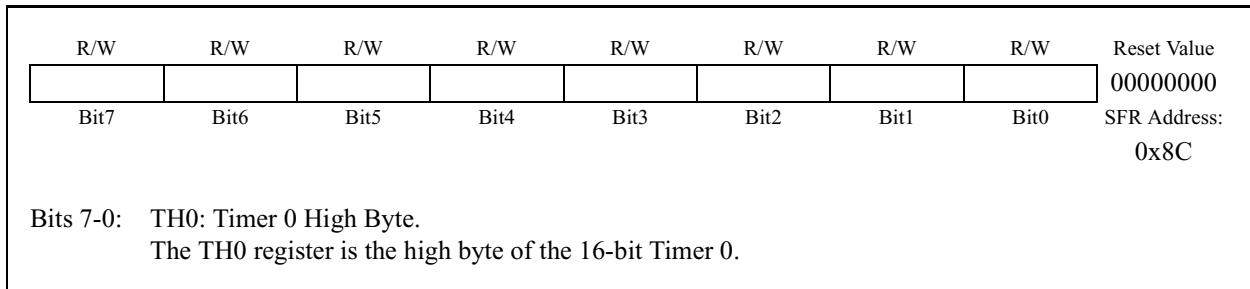 R/W R/W R/W R/W R/W R/W R/W R/W Reset Value
00000000
Bit7 Bit6 Bit5 Bit4 Bit3 Bit2 Bit1 Bit0 SFR Address:
0x8C
Bits 7-0: TH0: Timer 0 High Byte.
The TH0 register is the high byte of the 16-bit Timer 0.